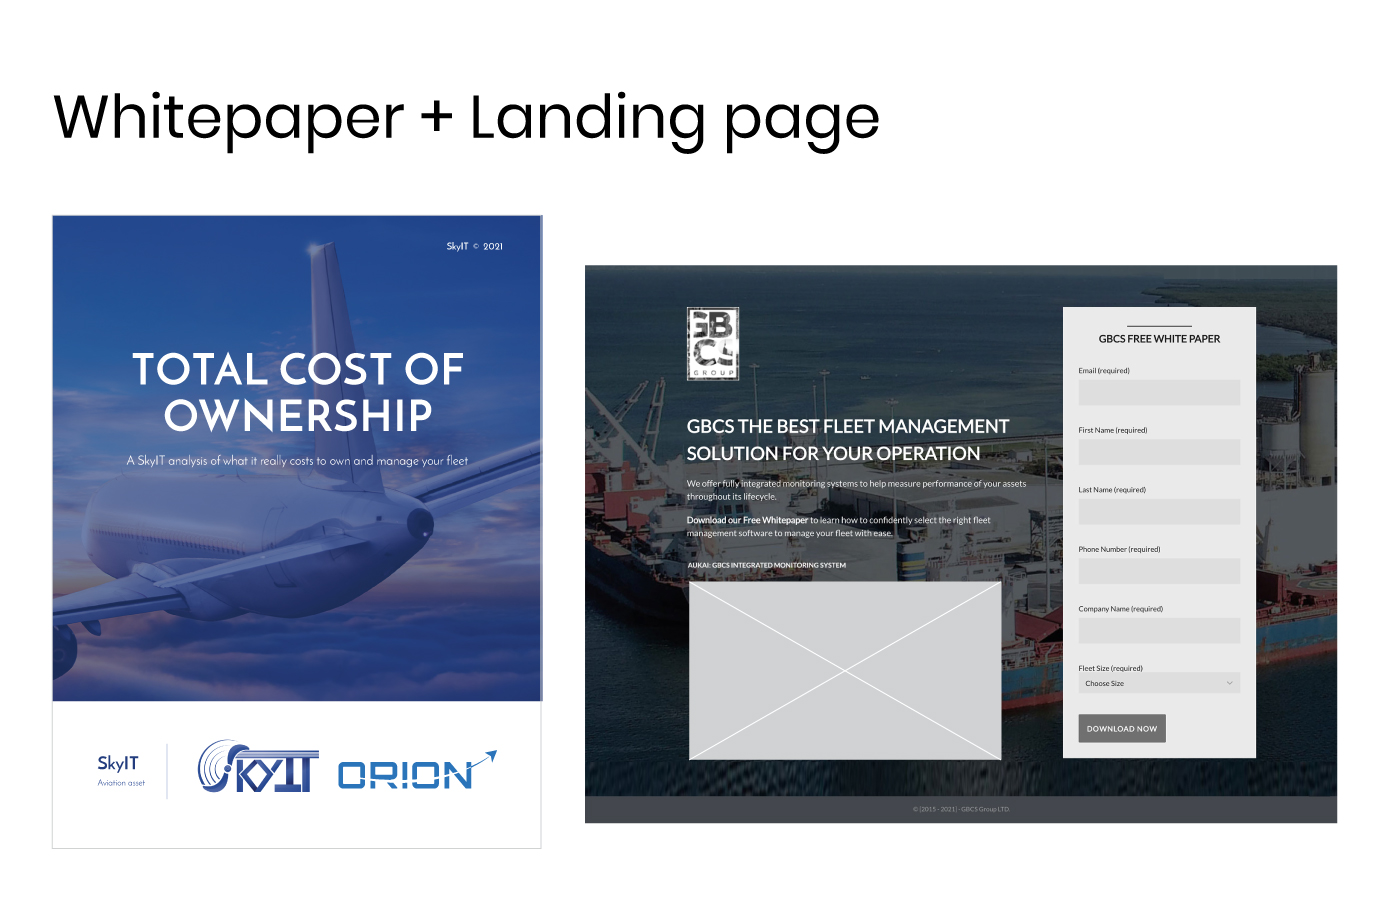 Whitepaper + Landing page
SkyIT © 2021
TOTAL COST OF
OWNERSHIP
A SkyIT analysis of what it really costs to own and manage your fleet
SkyIT
Aviation asset
SKYIT
ORION
GBCS
GROUP
GBCS THE BEST FLEET MANAGEMENT
SOLUTION FOR YOUR OPERATION
We offer fully integrated monitoring systems to help measure performance of your assets
throughout its lifecycle.
Download our Free Whitepaper to learn how to confidently select the right fleet
management software to manage your fleet with ease.
AUKAI: GBCS INTEGRATED MONITORING SYSTEM
GBCS FREE WHITE PAPER
Email (required)
First Name (required)
Last Name (required)
Phone Number (required)
Company Name (required)
Fleet Size (required)
Choose Size
DOWNLOAD NOW
© (2015 - 2021) - GBCS Group LTD.